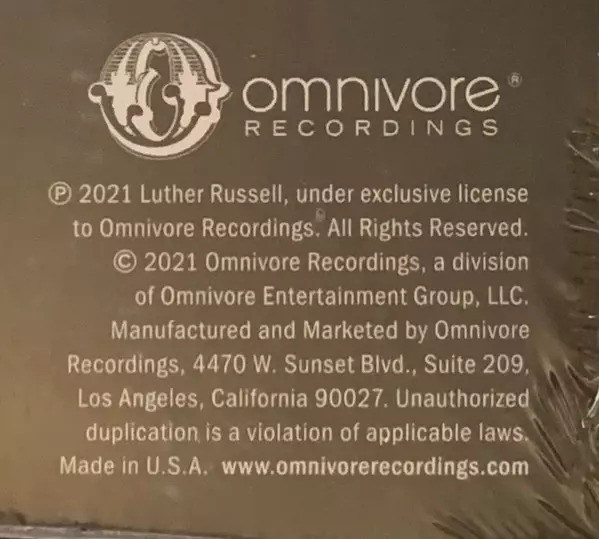 omnivore®
RECORDINGS
℗ 2021 Luther Russell, under exclusive license
to Omnivore Recordings. All Rights Reserved.
© 2021 Omnivore Recordings, a division
of Omnivore Entertainment Group, LLC.
Manufactured and Marketed by Omnivore
Recordings, 4470 W. Sunset Blvd., Suite 209,
Los Angeles, California 90027. Unauthorized
duplication is a violation of applicable laws.
Made in U.S.A. www.omnivorerecordings.com